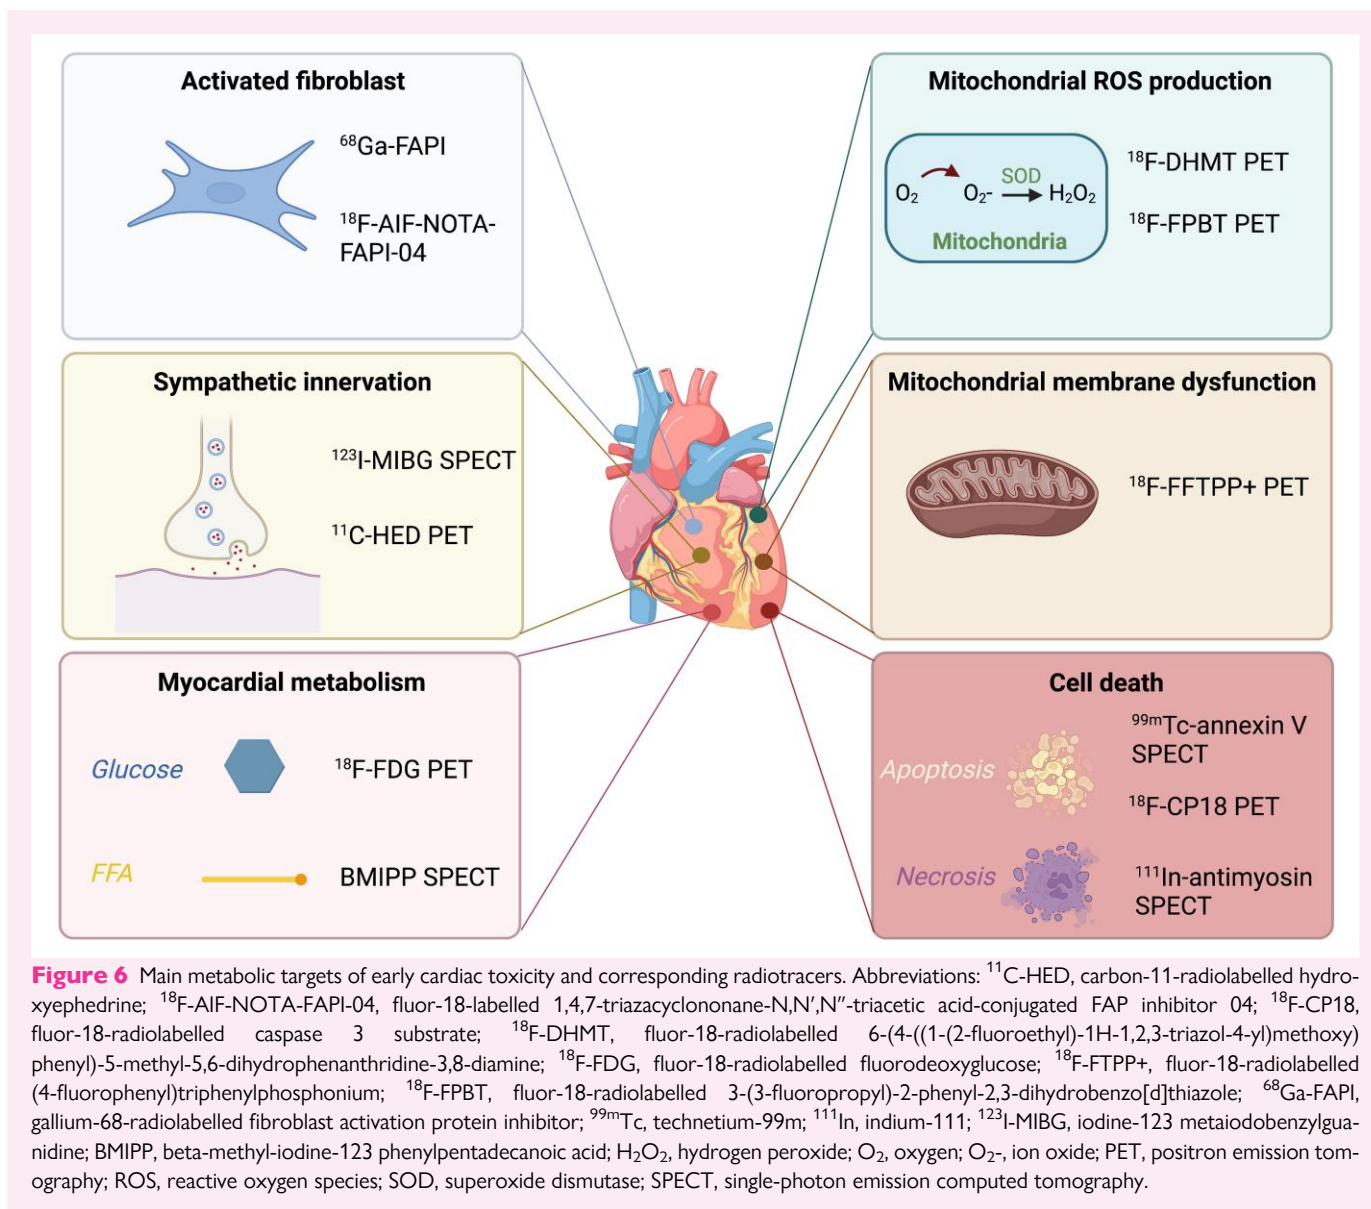 Activated fibroblast
⁶⁸Ga-FAPI
¹⁸F-AIF-NOTA-
FAPI-04
Mitochondrial ROS production
O₂ O₂- SOD H₂O₂
Mitochondria
¹⁸F-DHMT PET
¹⁸F-FPBT PET
Sympathetic innervation
¹²³I-MIBG SPECT
¹¹C-HED PET
Mitochondrial membrane dysfunction
¹⁸F-FFTPP+ PET
Myocardial metabolism
Glucose
¹⁸F-FDG PET
FFA
BMIPP SPECT
Cell death
Apoptosis
⁹⁹ᵐTc-annexin V
SPECT
¹⁸F-CP18 PET
Necrosis
¹¹¹In-antimyosin
SPECT
Figure 6 Main metabolic targets of early cardiac toxicity and corresponding radiotracers. Abbreviations: ¹¹C-HED, carbon-11-radiolabelled hydro-
xyephedrine; ¹⁸F-AIF-NOTA-FAPI-04, fluor-18-labelled 1,4,7-triazacyclononane-N,N′,N″-triacetic acid-conjugated FAP inhibitor 04; ¹⁸F-CP18,
fluor-18-radiolabelled caspase 3 substrate; ¹⁸F-DHMT, fluor-18-radiolabelled 6-(4-((1-(2-fluoroethyl)-1H-1,2,3-triazol-4-yl)methoxy)
phenyl)-5-methyl-5,6-dihydrophenanthridine-3,8-diamine; ¹⁸F-FDG, fluor-18-radiolabelled fluorodeoxyglucose; ¹⁸F-FTPP+, fluor-18-radiolabelled
(4-fluorophenyl)triphenylphosphonium; ¹⁸F-FPBT, fluor-18-radiolabelled 3-(3-fluoropropyl)-2-phenyl-2,3-dihydrobenzo[d]thiazole; ⁶⁸Ga-FAPI,
gallium-68-radiolabelled fibroblast activation protein inhibitor; ⁹⁹ᵐTc, technetium-99m; ¹¹¹In, indium-111; ¹²³I-MIBG, iodine-123 metaiodobenzylgua-
nidine; BMIPP, beta-methyl-iodine-123 phenylpentadecanoic acid; H₂O₂, hydrogen peroxide; O₂, oxygen; O₂-, ion oxide; PET, positron emission tom-
ography; ROS, reactive oxygen species; SOD, superoxide dismutase; SPECT, single-photon emission computed tomography.